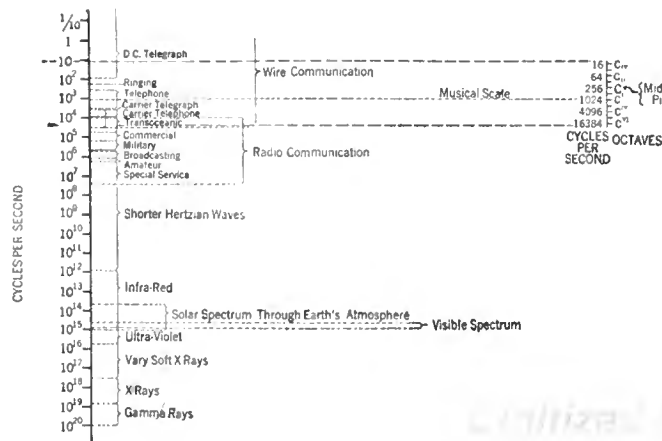 1/10
1
D.C. Telegraph
10
16 C
Wire Communication
64 C
10²
Ringing
256 C
Telephone
Musical Scale
10³
1024 C
Carrier Telegraph
4096 C
10⁴
Carrier Telephone
Transoceanic
16384 C
10⁵
Commercial
CYCLES PER SECOND
OCTAVES
Military
10⁶
Broadcasting
Radio Communication
Amateur
10⁷
Special Service
10⁸
CYCLES PER SECOND
10⁹
Shorter Hertzian Waves
10¹⁰
10¹¹
10¹²
10¹³
Infra-Red
10¹⁴
Solar Spectrum Through Earth's Atmosphere
Visible Spectrum
10¹⁵
Ultra-Violet
10¹⁶
10¹⁷
Vary Soft X Rays
10¹⁸
X Rays
10¹⁹
Gamma Rays
10²⁰